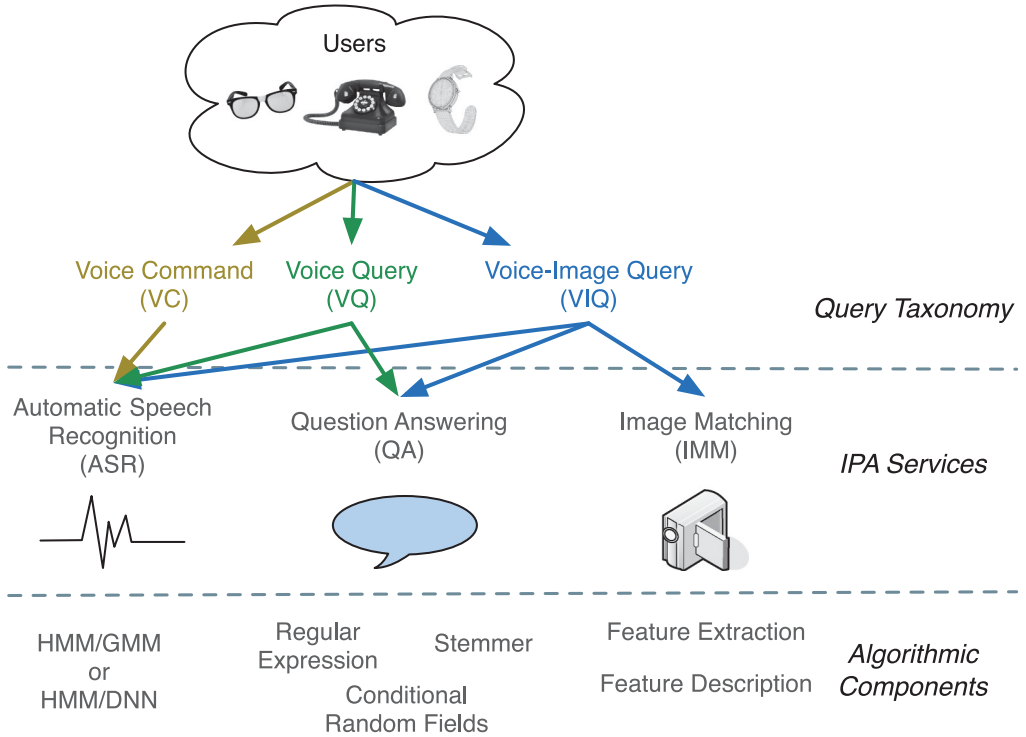 Users
Voice Command
(VC)
Voice Query
(VQ)
Voice-Image Query
(VIQ)
Query Taxonomy
Automatic Speech
Recognition
(ASR)
Question Answering
(QA)
Image Matching
(IMM)
IPA Services
HMM/GMM
or
HMM/DNN
Regular
Expression
Stemmer
Conditional
Random Fields
Feature Extraction
Feature Description
Algorithmic
Components